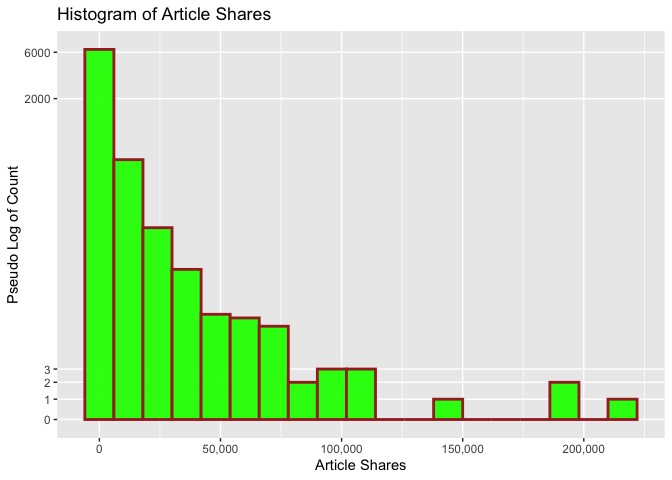 Histogram of Article Shares
Pseudo Log of Count
6000
2000
3
2
1
0
0 50,000 100,000 150,000 200,000
Article Shares